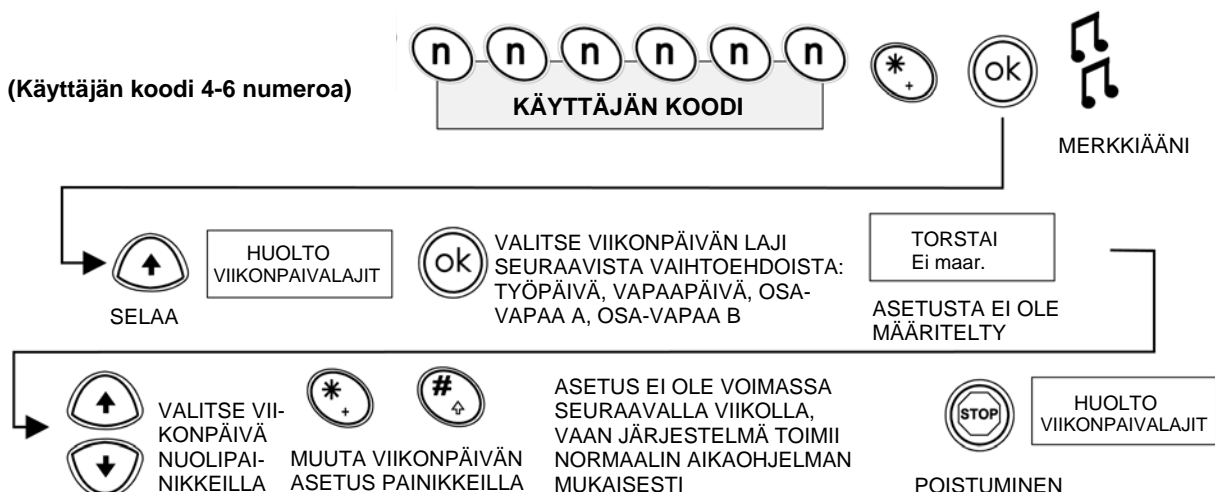 n n n n n n
* +
ok
(Käyttäjän koodi 4-6 numeroa)
KÄYTTÄJÄN KOODI
MERKKIÄÄNI
SELAA
HUOLTO
VIIKONPAIVALAJIT
ok
VALITSE VIIKONPÄIVÄN LAJI
SEURAAVISTA VAIHTOEHDOISTA:
TYÖPÄIVÄ, VAPAAPÄIVÄ, OSA-
VAPAA A, OSA-VAPAA B
TORSTAI
Ei maar.
ASETUSTA EI OLE
MÄÄRITELTY
VALITSE VII-
KONPÄIVÄ
NUOLIPAI-
NIKKEILLA
* +
#
MUUTA VIIKONPÄIVÄN
ASETUS PAINIKKEILLA
ASETUS EI OLE VOIMASSA
SEURAAVALLA VIIKOLLA,
VAAN JÄRJESTELMÄ TOIMII
NORMAALIN AIKAOHJELMAN
MUKAISESTI
STOP
POISTUMINEN
HUOLTO
VIIKONPAIVALAJIT